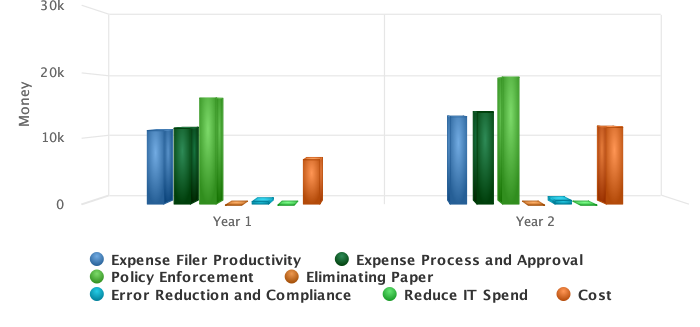 30k
20k
10k
0
Money
Year 1 Year 2
Expense Filer Productivity Expense Process and Approval
Policy Enforcement Eliminating Paper
Error Reduction and Compliance Reduce IT Spend Cost